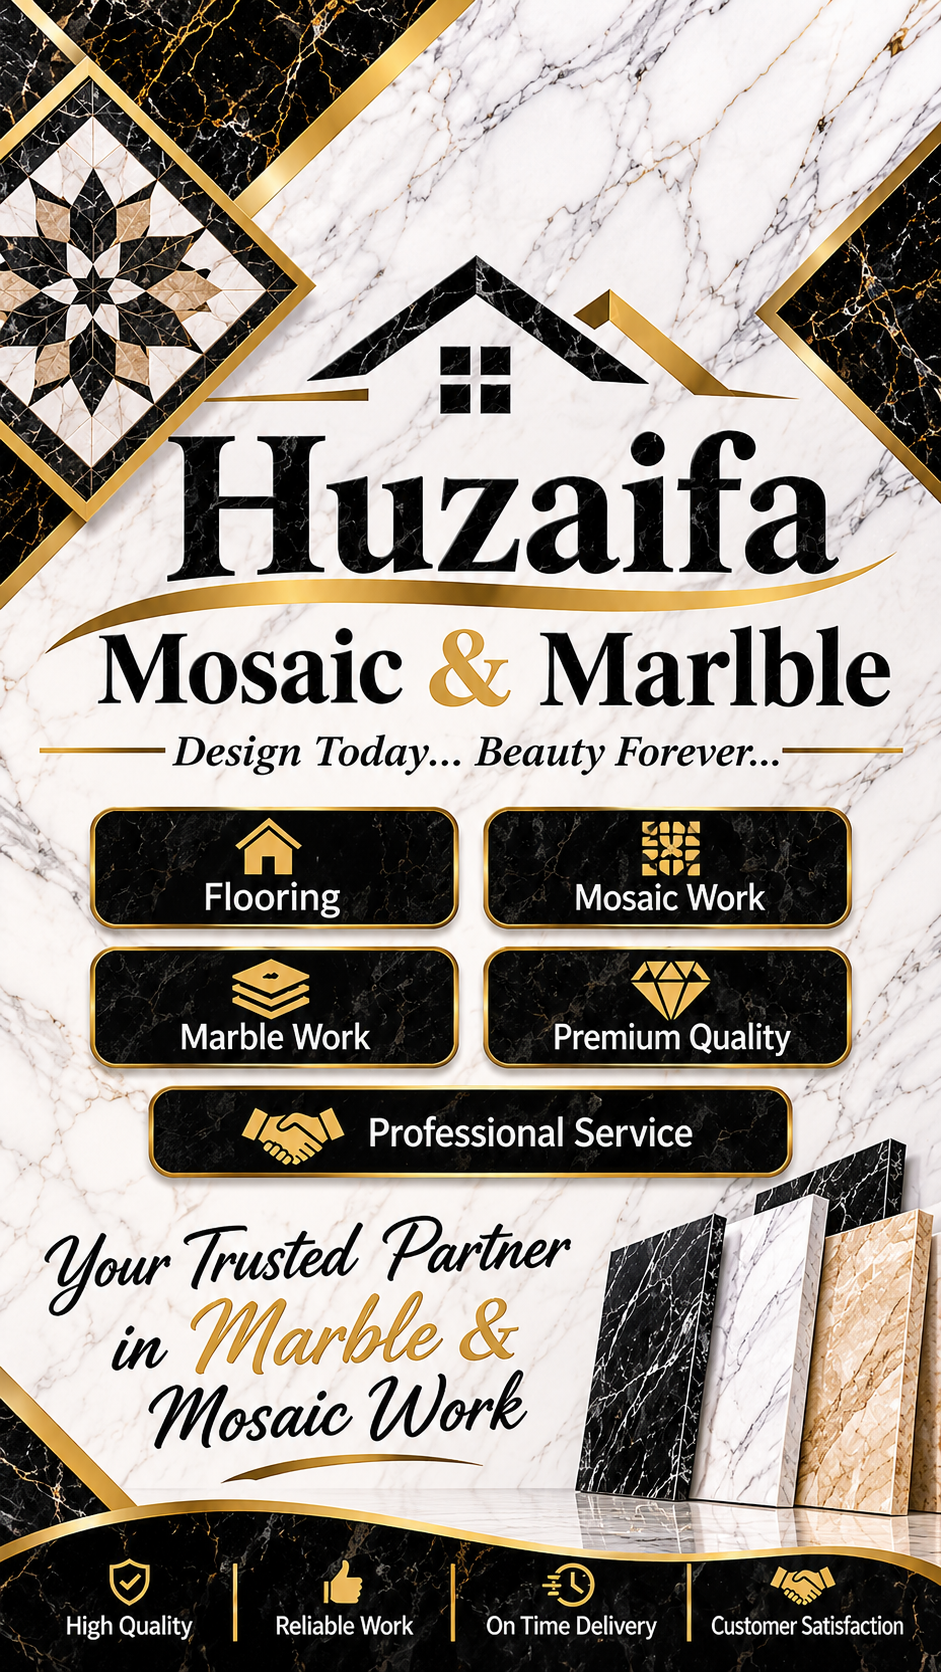 Huzaifa
Mosaic & Marlble
Design Today... Beauty Forever...
Flooring
Mosaic Work
Marble Work
Premium Quality
Professional Service
Your Trusted Partner
in Marble &
Mosaic Work
High Quality
Reliable Work
On Time Delivery
Customer Satisfaction